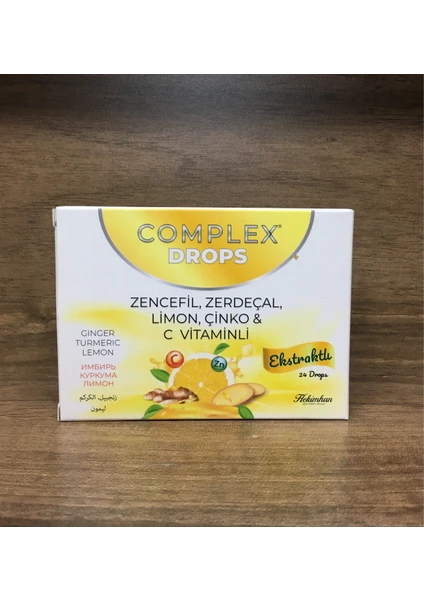 COMPLEX®
DROPS
ZENCEFİL, ZERDEÇAL,
LİMON, ÇİNKO &
C VİTAMİNLİ
GINGER
TURMERIC
LEMON
ИМБИРЬ
КУРКУМА
ЛИМОН
زنجبيل، الكركم
ليمون
C
Zn
Ekstraktlı
24 Drops
Hekimhan